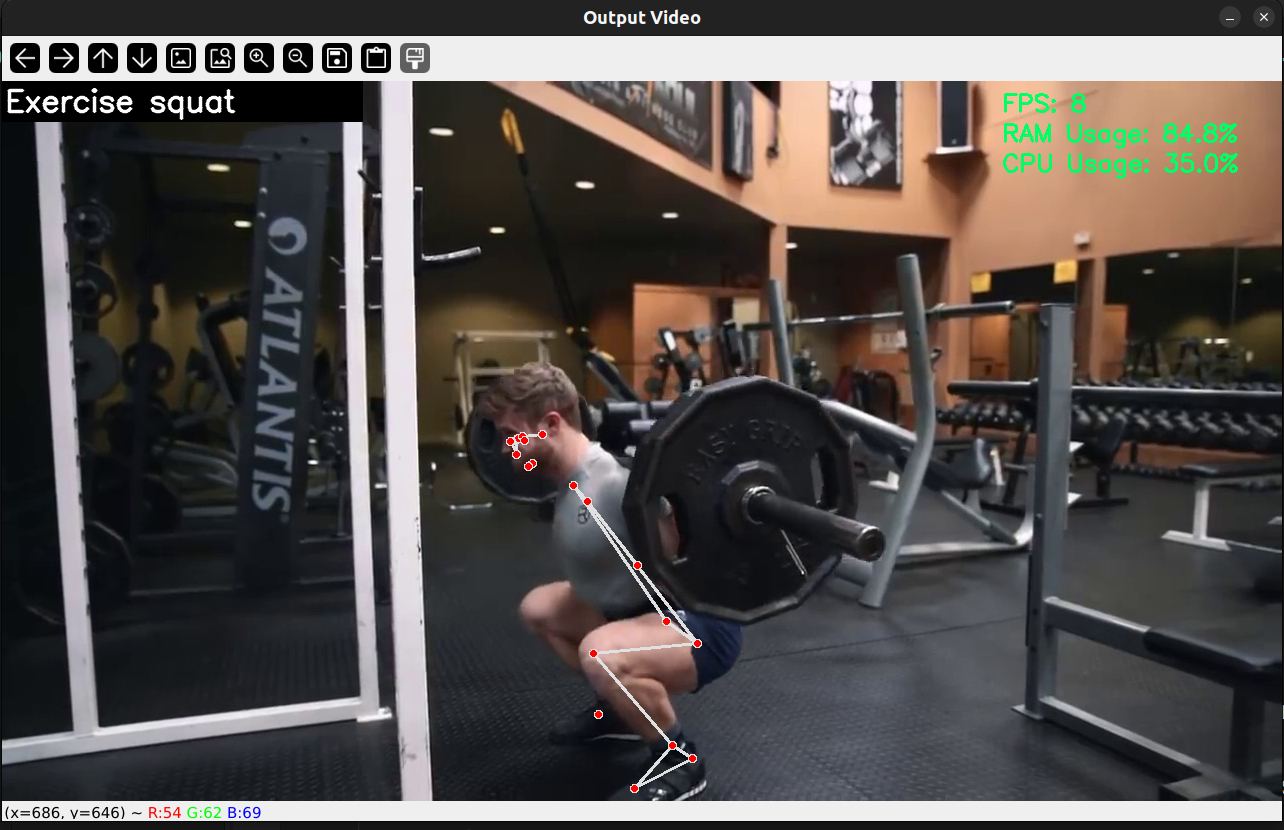 Output Video
Exercise squat
FPS: 8
RAM Usage: 84.8%
CPU Usage: 35.0%
ATLANTIS
(x=686, y=646) ~ R:54 G:62 B:69